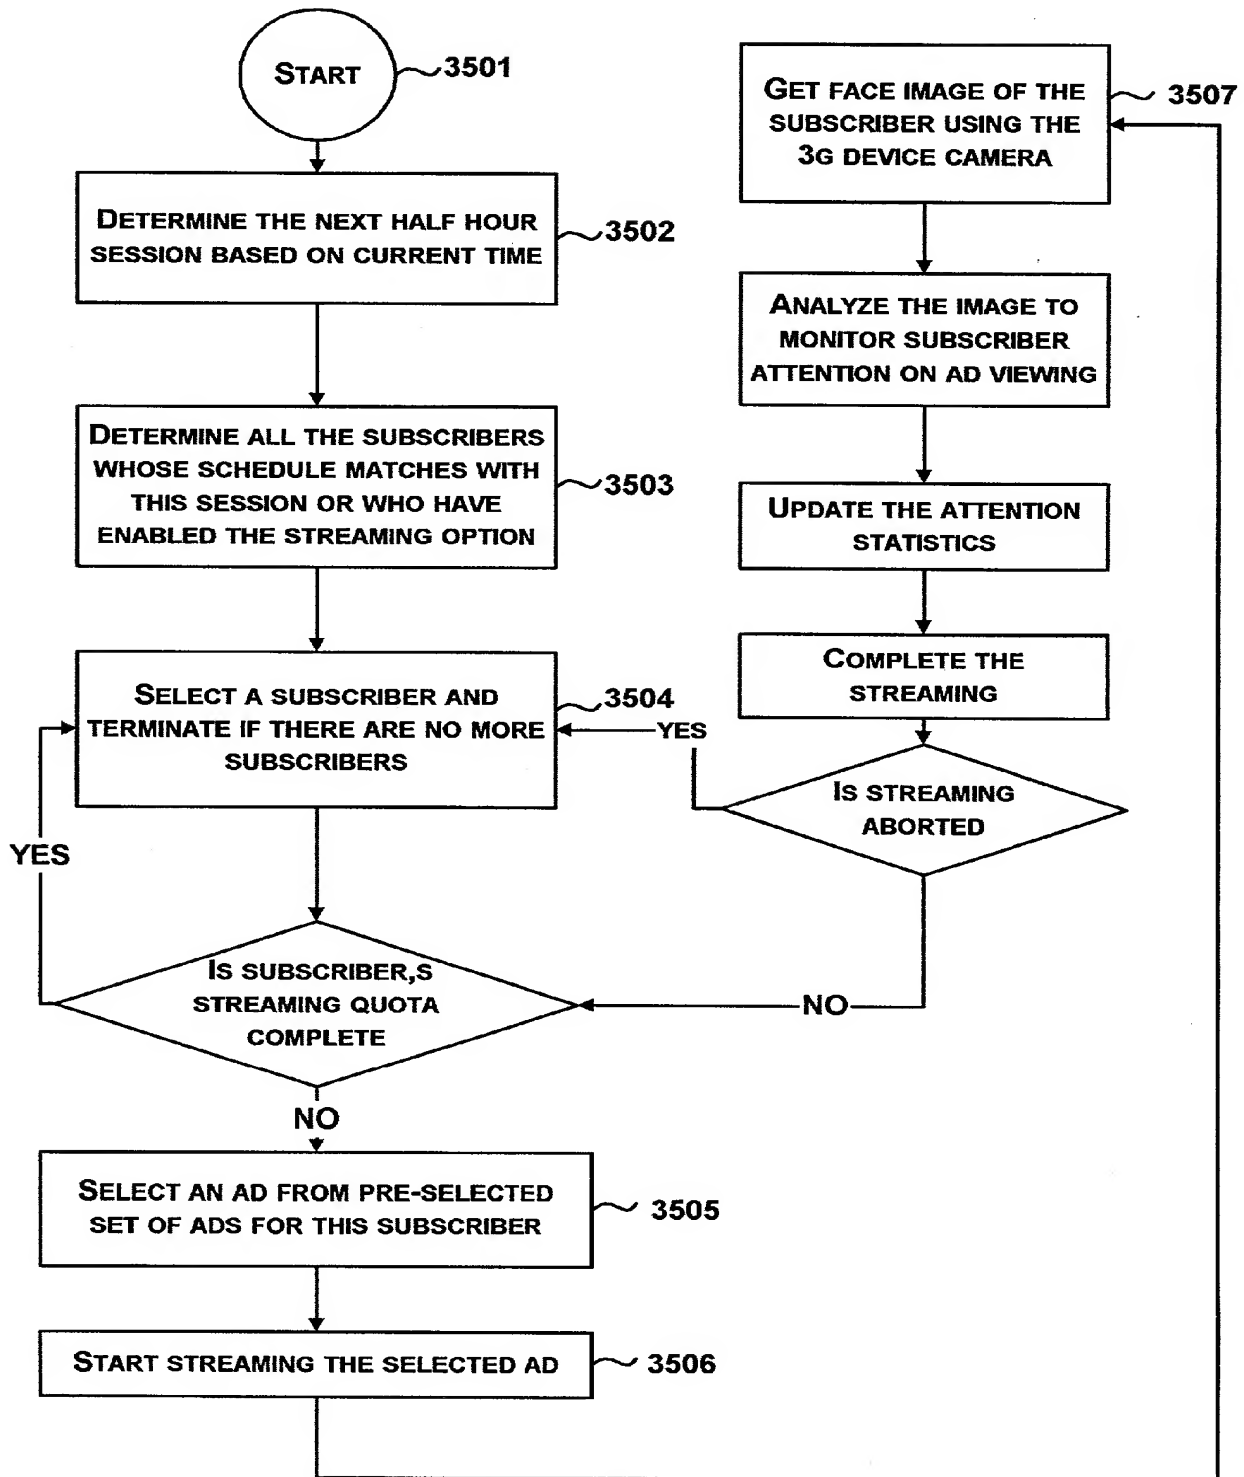 START
3501
DETERMINE THE NEXT HALF HOUR
SESSION BASED ON CURRENT TIME
3502
DETERMINE ALL THE SUBSCRIBERS
WHOSE SCHEDULE MATCHES WITH
THIS SESSION OR WHO HAVE
ENABLED THE STREAMING OPTION
3503
SELECT A SUBSCRIBER AND
TERMINATE IF THERE ARE NO MORE
SUBSCRIBERS
3504
YES
IS SUBSCRIBER,S
STREAMING QUOTA
COMPLETE
NO
SELECT AN AD FROM PRE-SELECTED
SET OF ADS FOR THIS SUBSCRIBER
3505
START STREAMING THE SELECTED AD
3506
GET FACE IMAGE OF THE
SUBSCRIBER USING THE
3G DEVICE CAMERA
3507
ANALYZE THE IMAGE TO
MONITOR SUBSCRIBER
ATTENTION ON AD VIEWING
UPDATE THE ATTENTION
STATISTICS
COMPLETE THE
STREAMING
IS STREAMING
ABORTED
YES
NO